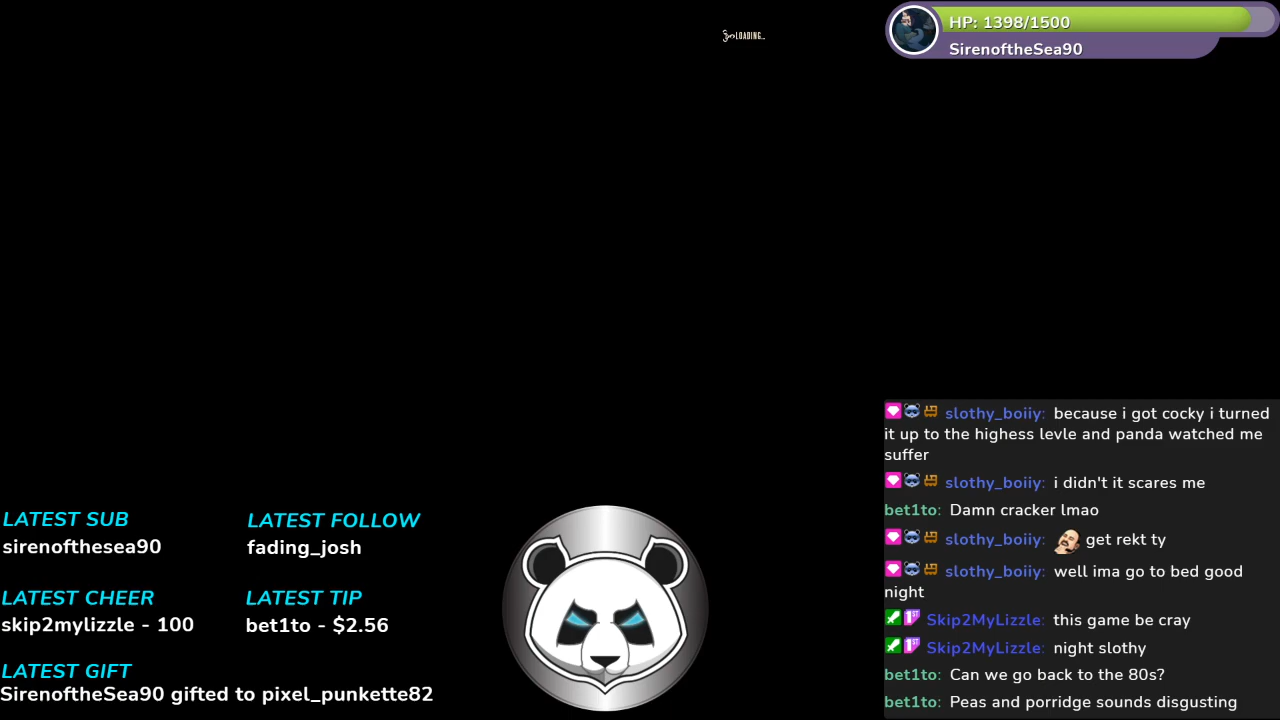 LOADING..
HP: 1398/1500
SirenoftheSea90
slothy_boiiy: because i got cocky i turned
it up to the highess levle and panda watched me
suffer
slothy_boiiy: i didn't it scares me
bet1to: Damn cracker lmao
slothy_boiiy: get rekt ty
slothy_boiiy: well ima go to bed good
night
Skip2MyLizzle: this game be cray
Skip2MyLizzle: night slothy
bet1to: Can we go back to the 80s?
bet1to: Peas and porridge sounds disgusting
LATEST SUB
sirenofthesea90
LATEST FOLLOW
fading_josh
LATEST CHEER
skip2mylizzle - 100
LATEST TIP
bet1to - $2.56
LATEST GIFT
SirenoftheSea90 gifted to pixel_punkette82